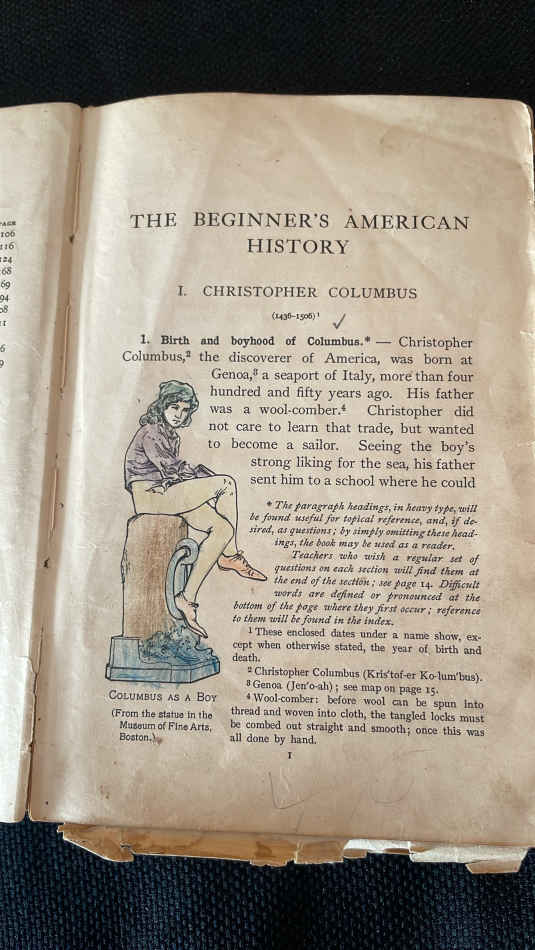 PAGE
106
116
124
168
69
94
08
11
6
9
THE BEGINNER'S AMERICAN
HISTORY
I. CHRISTOPHER COLUMBUS
(1436–1506)¹
1. Birth and boyhood of Columbus.* — Christopher
Columbus,² the discoverer of America, was born at
Genoa,³ a seaport of Italy, more than four
hundred and fifty years ago. His father
was a wool-comber.⁴ Christopher did
not care to learn that trade, but wanted
to become a sailor. Seeing the boy's
strong liking for the sea, his father
sent him to a school where he could
* The paragraph headings, in heavy type, will
be found useful for topical reference, and, if de-
sired, as questions; by simply omitting these head-
ings, the book may be used as a reader.
Teachers who wish a regular set of
questions on each section will find them at
the end of the section; see page 14. Difficult
words are defined or pronounced at the
bottom of the page where they first occur; reference
to them will be found in the index.
¹ These enclosed dates under a name show, ex-
cept when otherwise stated, the year of birth and
death.
² Christopher Columbus (Kris'tof-er Ko-lum'bus).
³ Genoa (Jen'o-ah); see map on page 15.
⁴ Wool-comber: before wool can be spun into
thread and woven into cloth, the tangled locks must
be combed out straight and smooth; once this was
all done by hand.
COLUMBUS AS A BOY
(From the statue in the
Museum of Fine Arts,
Boston.)
1